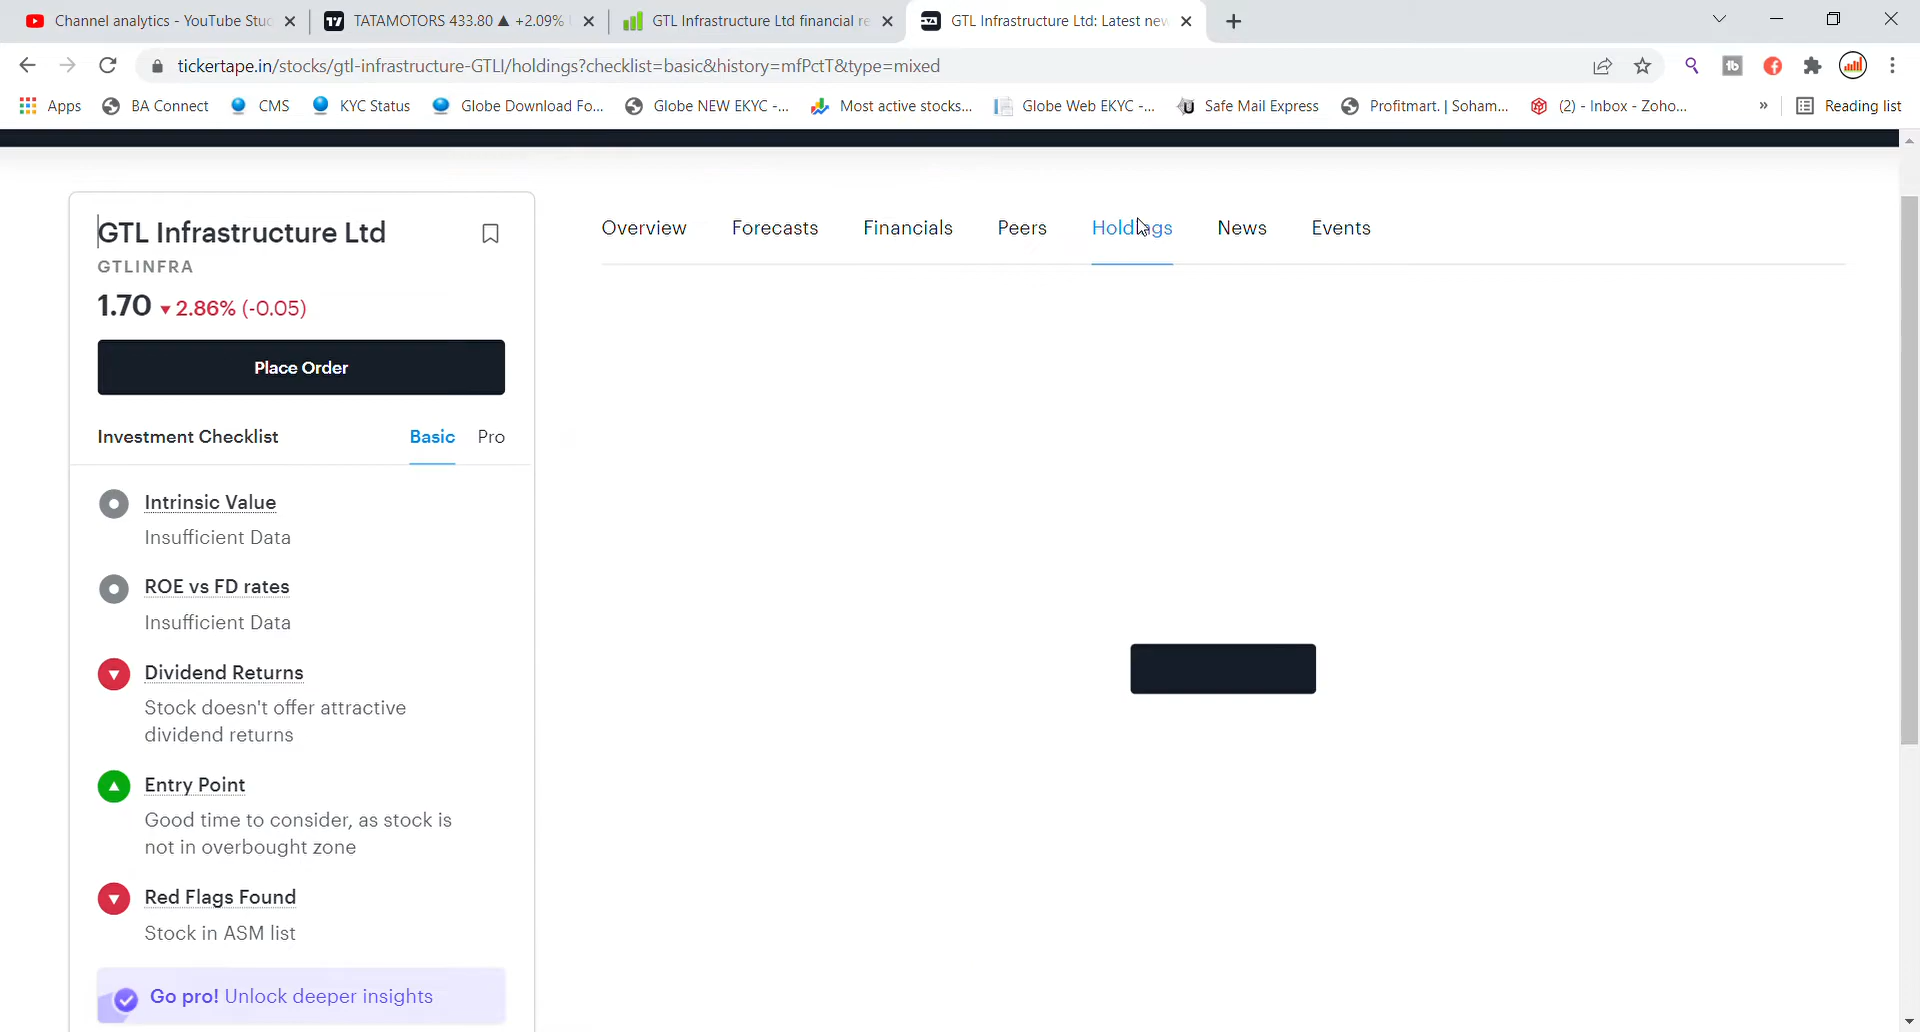 Channel analytics - YouTube Stu
TATAMOTORS 433.80 ▲ +2.09%
GTL Infrastructure Ltd financial re
GTL Infrastructure Ltd: Latest new
tickertape.in/stocks/gtl-infrastructure-GTLI/holdings?checklist=basic&history=mfPctT&type=mixed
Apps
BA Connect
CMS
KYC Status
Globe Download Fo...
Globe NEW EKYC -...
Most active stocks...
Globe Web EKYC -...
Safe Mail Express
Profitmart. | Soham...
(2) - Inbox - Zoho...
»
Reading list
GTL Infrastructure Ltd
GTLINFRA
1.70 ▼ 2.86% (-0.05)
Place Order
Investment Checklist
Basic
Pro
Intrinsic Value
Insufficient Data
ROE vs FD rates
Insufficient Data
Dividend Returns
Stock doesn't offer attractive
dividend returns
Entry Point
Good time to consider, as stock is
not in overbought zone
Red Flags Found
Stock in ASM list
Go pro! Unlock deeper insights
Overview
Forecasts
Financials
Peers
Holdings
News
Events